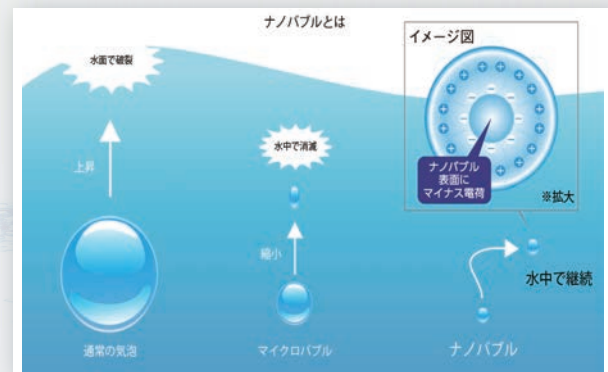 ナノバブルとは
水面で破裂
上昇
通常の気泡
水中で消滅
縮小
マイクロバブル
イメージ図
ナノバブル
表面に
マイナス電荷
※拡大
水中で継続
ナノバブル